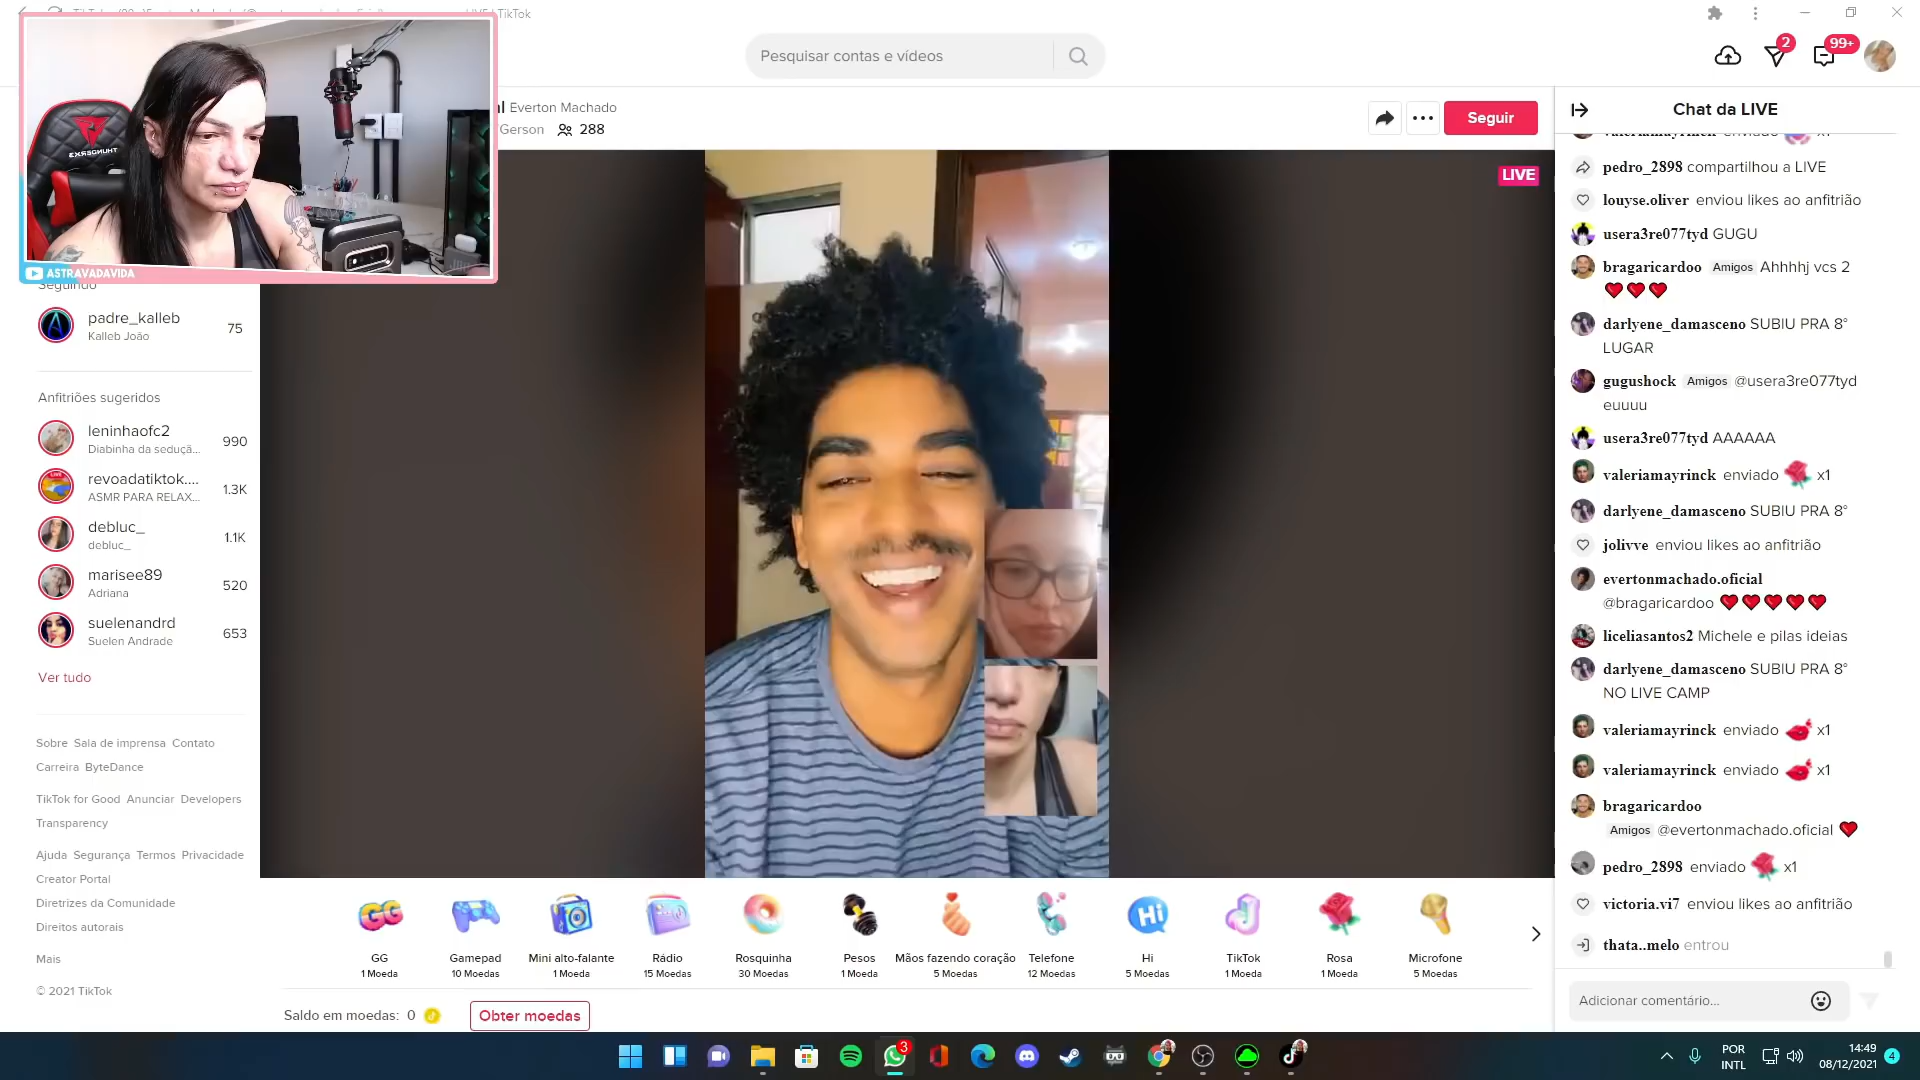 LIVE | TikTok
Pesquisar contas e vídeos
2
99+
THUNDERX3
ASTRAVADAVIDA
Everton Machado
Gerson 288
Seguir
Chat da LIVE
LIVE
Seguindo
padre_kalleb
Kalleb João
75
Anfitriões sugeridos
leninhaofc2
Diabinha da seduçã...
990
revoadatiktok....
ASMR PARA RELAX...
1.3K
debluc_
debluc_
1.1K
marisee89
Adriana
520
suelenandrd
Suelen Andrade
653
Ver tudo
Sobre Sala de imprensa Contato
Carreira ByteDance
TikTok for Good Anunciar Developers
Transparency
Ajuda Segurança Termos Privacidade
Creator Portal
Diretrizes da Comunidade
Direitos autorais
Mais
© 2021 TikTok
valeriamayrinck enviado x1
pedro_2898 compartilhou a LIVE
louyse.oliver enviou likes ao anfitrião
usera3re077tyd GUGU
bragaricardoo Amigos Ahhhhj vcs 2
❤❤❤
darlyene_damasceno SUBIU PRA 8°
LUGAR
gugushock Amigos @usera3re077tyd
euuuu
usera3re077tyd AAAAAA
valeriamayrinck enviado x1
darlyene_damasceno SUBIU PRA 8°
jolivve enviou likes ao anfitrião
evertonmachado.oficial
@bragaricardoo ❤❤❤❤❤
liceliasantos2 Michele e pilas ideias
darlyene_damasceno SUBIU PRA 8°
NO LIVE CAMP
valeriamayrinck enviado x1
valeriamayrinck enviado x1
bragaricardoo
Amigos @evertonmachado.oficial ❤
pedro_2898 enviado x1
victoria.vi7 enviou likes ao anfitrião
thata..melo entrou
Adicionar comentário...
GG
Hi
GG Gamepad Mini alto-falante Rádio Rosquinha Pesos Mãos fazendo coração Telefone Hi TikTok Rosa Microfone
1 Moeda 10 Moedas 1 Moeda 15 Moedas 30 Moedas 1 Moeda 5 Moedas 12 Moedas 5 Moedas 1 Moeda 1 Moeda 5 Moedas
Saldo em moedas: 0
Obter moedas
3
POR
INTL
14:49
08/12/2021
4